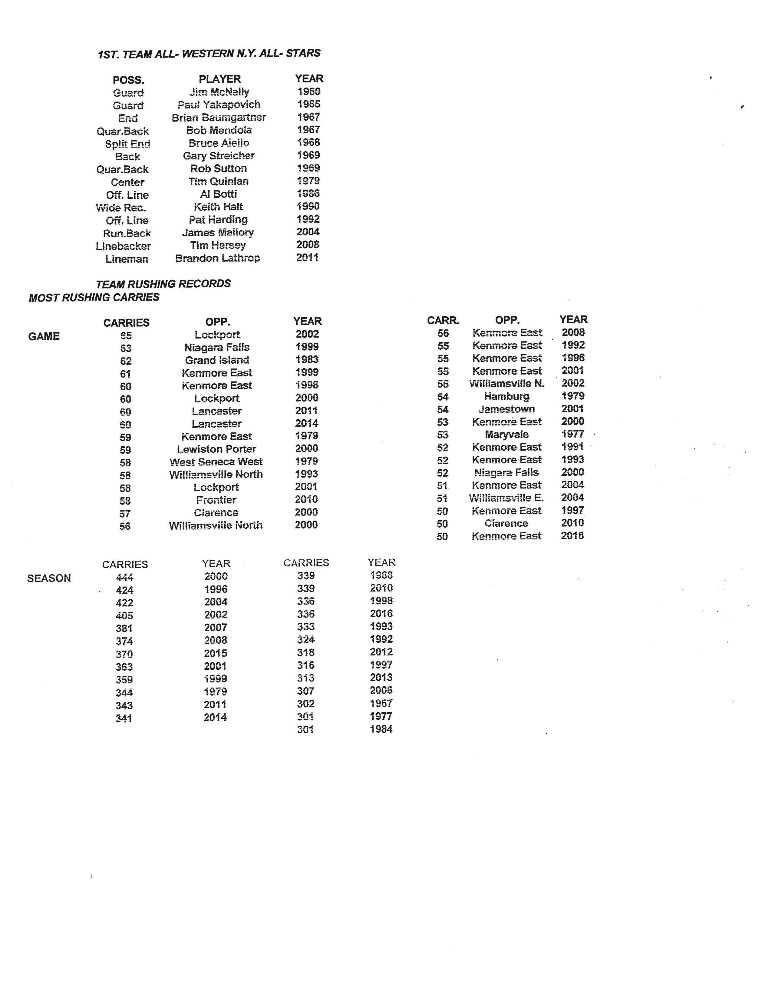 1ST. TEAM ALL- WESTERN N.Y. ALL- STARS
POSS. PLAYER YEAR
Guard Jim McNally 1960
Guard Paul Yakapovich 1965
End Brian Baumgartner 1967
Quar.Back Bob Mendola 1967
Split End Bruce Aiello 1968
Back Gary Streicher 1969
Quar.Back Rob Sutton 1969
Center Tim Quinlan 1979
Off. Line Al Botti 1986
Wide Rec. Keith 1990
Off. Line Pat Harding 1992
Run.Back James Mallory 2004
Linebacker Tim Hersey 2008
Lineman Brandon Lathrop 2011
TEAM RUSHING RECORDS
MOST RUSHING CARRIES
CARRIES OPP. YEAR
GAME 65 Lockport 2002
63 Niagara Falls 1999
62 Grand Island 1983
61 Kenmore East 1999
60 Kenmore East 1998
60 Lockport 2000
60 Lancaster 2011
60 Lancaster 2014
59 Kenmore East 1979
59 Lewiston Porter 2000
58 West Seneca West 1979
58 Williamsville North 1993
58 Lockport 2001
58 Frontier 2010
57 Clarence 2000
56 Williamsville North 2000
CARR. OPP. YEAR
56 Kenmore East 2008
55 Kenmore East 1992
55 Kenmore East 1996
55 Kenmore East 2001
55 Williamsville N. 2002
54 Hamburg 1979
54 Jamestown 2001
53 Kenmore East 2000
53 Maryvale 1977
52 Kenmore East 1991
52 Kenmore East 1993
52 Niagara Falls 2000
51 Kenmore East 2004
51 Williamsville E. 2004
50 Kenmore East 1997
50 Clarence 2010
50 Kenmore East 2016
CARRIES YEAR CARRIES YEAR
SEASON 444 2000 339 1968
424 1996 339 2010
422 2004 336 1998
405 2002 336 2016
381 2007 333 1993
374 2008 324 1992
370 2015 318 2012
363 2001 316 1997
359 1999 313 2013
344 1979 307 2006
343 2011 302 1967
341 2014 301 1977
301 1984